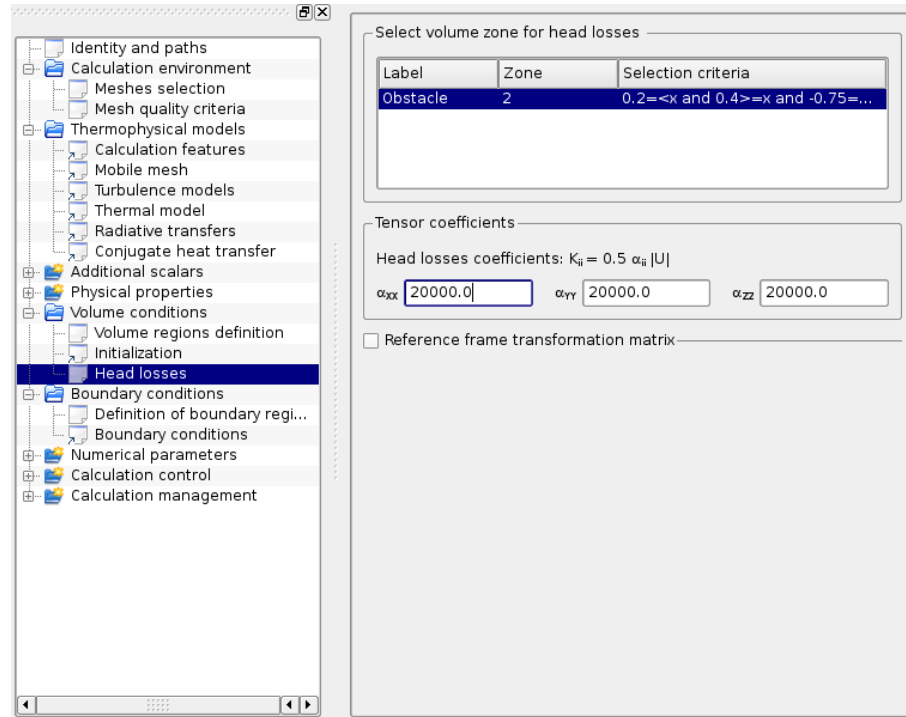 Identity and paths
Calculation environment
Meshes selection
Mesh quality criteria
Thermophysical models
Calculation features
Mobile mesh
Turbulence models
Thermal model
Radiative transfers
Conjugate heat transfer
Additional scalars
Physical properties
Volume conditions
Volume regions definition
Initialization
Head losses
Boundary conditions
Definition of boundary regi...
Boundary conditions
Numerical parameters
Calculation control
Calculation management
Select volume zone for head losses
Label Zone Selection criteria
Obstacle 2 0.2=<x and 0.4>=x and -0.75=...
Tensor coefficients
Head losses coefficients: Kᵢᵢ = 0.5 αᵢᵢ |U|
αXX 20000.0 αYY 20000.0 αZZ 20000.0
Reference frame transformation matrix